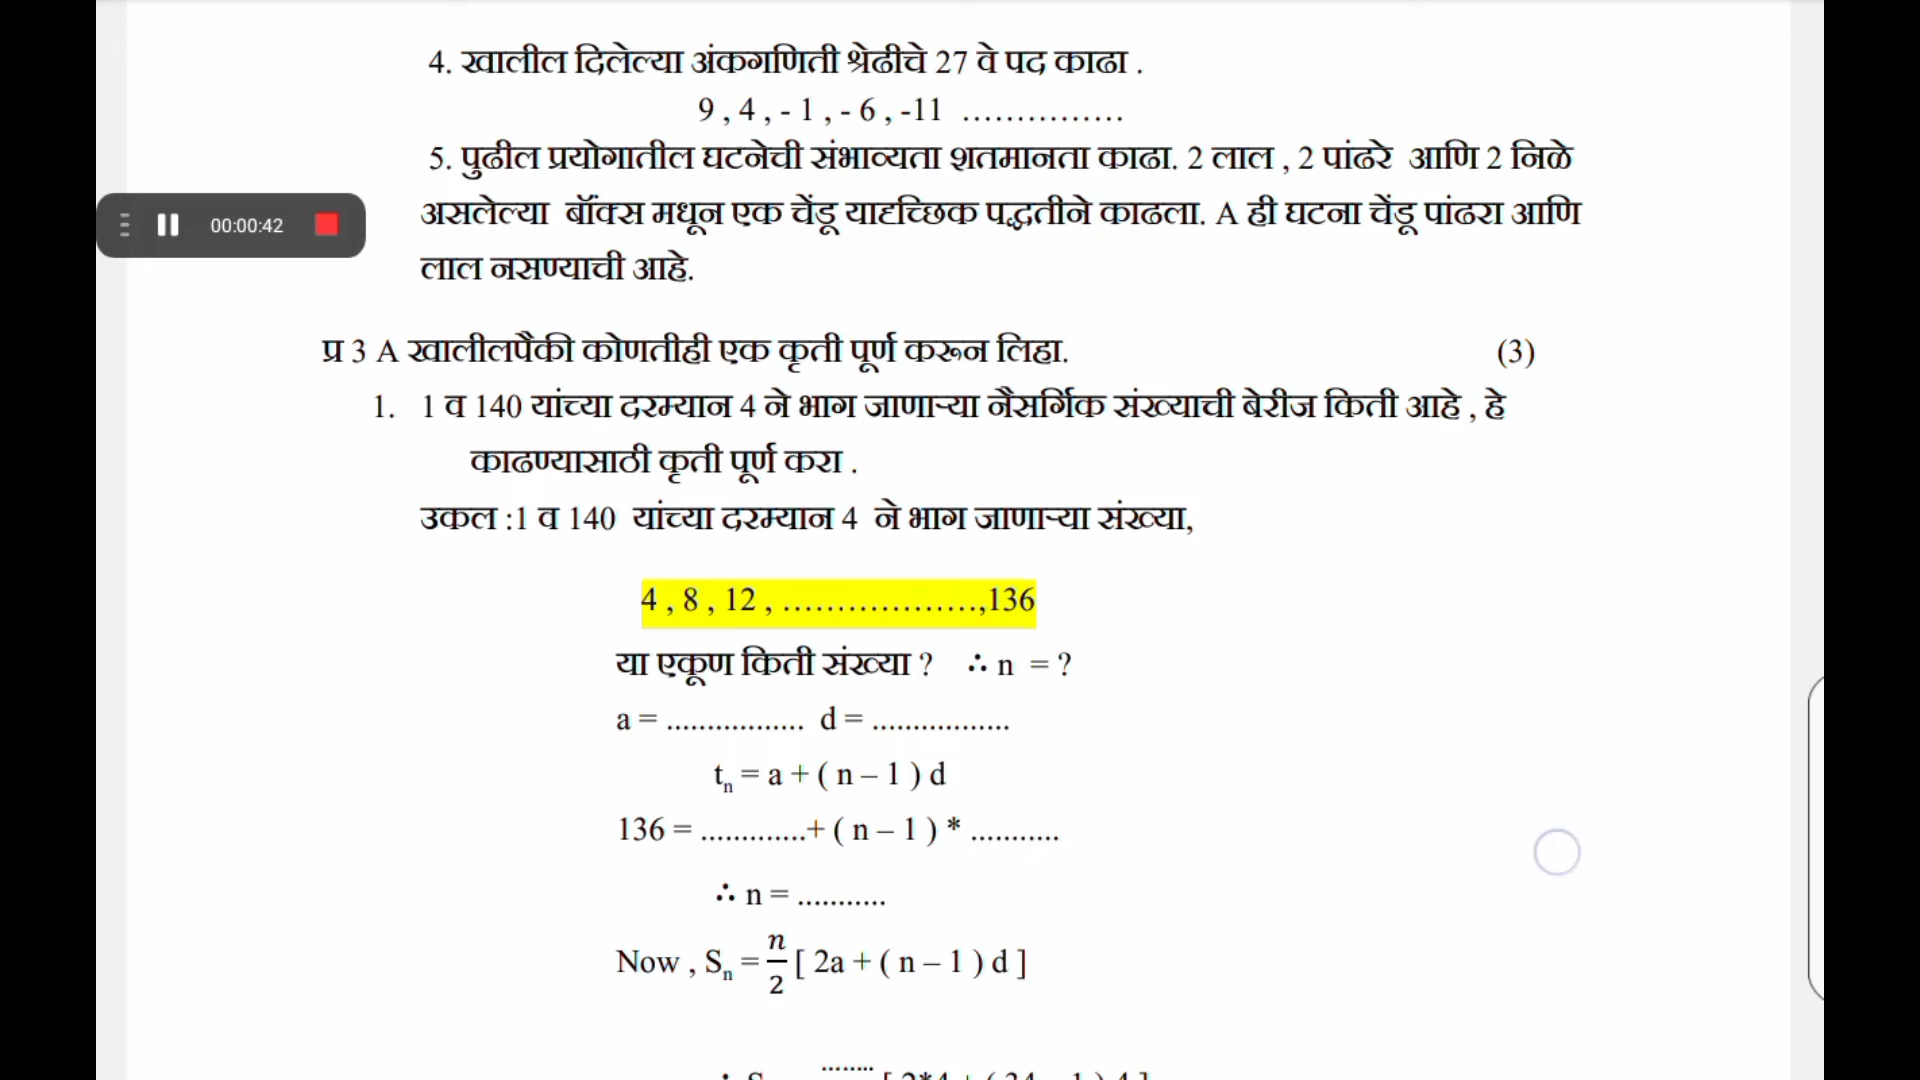 4. खालील दिलेल्या अंकगणिती श्रेढीचे 27 वे पद काढा .
9 , 4 , - 1 , - 6 , -11 ...............
5. पुढील प्रयोगातील घटनेची संभाव्यता शतमानता काढा. 2 लाल , 2 पांढरे आणि 2 निळे
असलेल्या बॉक्स मधून एक चेंडू यादृच्छिक पद्धतीने काढला. A ही घटना चेंडू पांढरा आणि
00:00:42
लाल नसण्याची आहे.
प्र 3 A खालीलपैकी कोणतीही एक कृती पूर्ण करून लिहा. (3)
1. 1 व 140 यांच्या दरम्यान 4 ने भाग जाणाऱ्या नैसर्गिक संख्याची बेरीज किती आहे , हे
काढण्यासाठी कृती पूर्ण करा .
उकल :1 व 140 यांच्या दरम्यान 4 ने भाग जाणाऱ्या संख्या,
4 , 8 , 12 , ..................,136
या एकूण किती संख्या ? ∴ n = ?
a = ................. d = .................
tₙ = a + ( n – 1 ) d
136 = .............+ ( n – 1 ) * ...........
∴ n = ...........
Now , Sₙ = n/2 [ 2a + ( n – 1 ) d ]